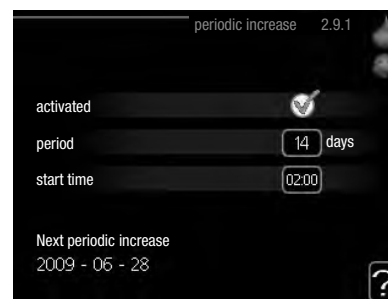 periodic increase 2.9.1
activated
period 14 days
start time 02:00
Next periodic increase
2009 - 06 - 28
?